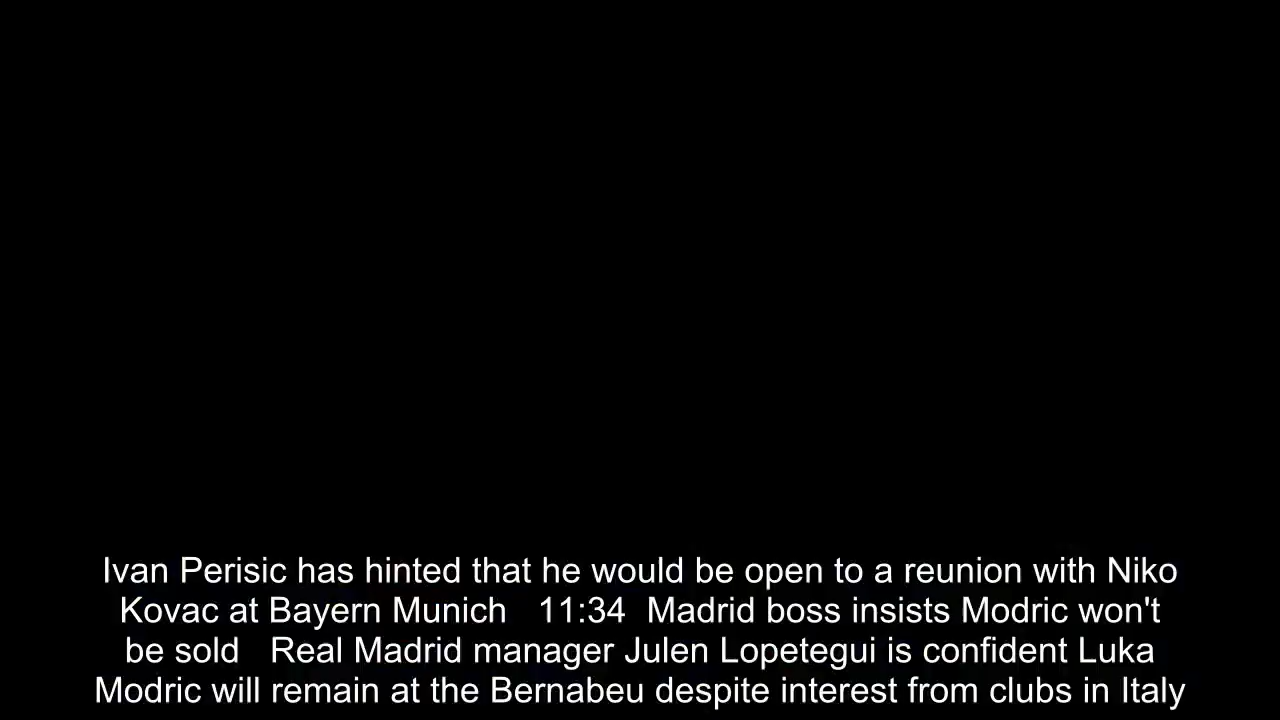 Ivan Perisic has hinted that he would be open to a reunion with Niko
Kovac at Bayern Munich   11:34  Madrid boss insists Modric won't
be sold   Real Madrid manager Julen Lopetegui is confident Luka
Modric will remain at the Bernabeu despite interest from clubs in Italy